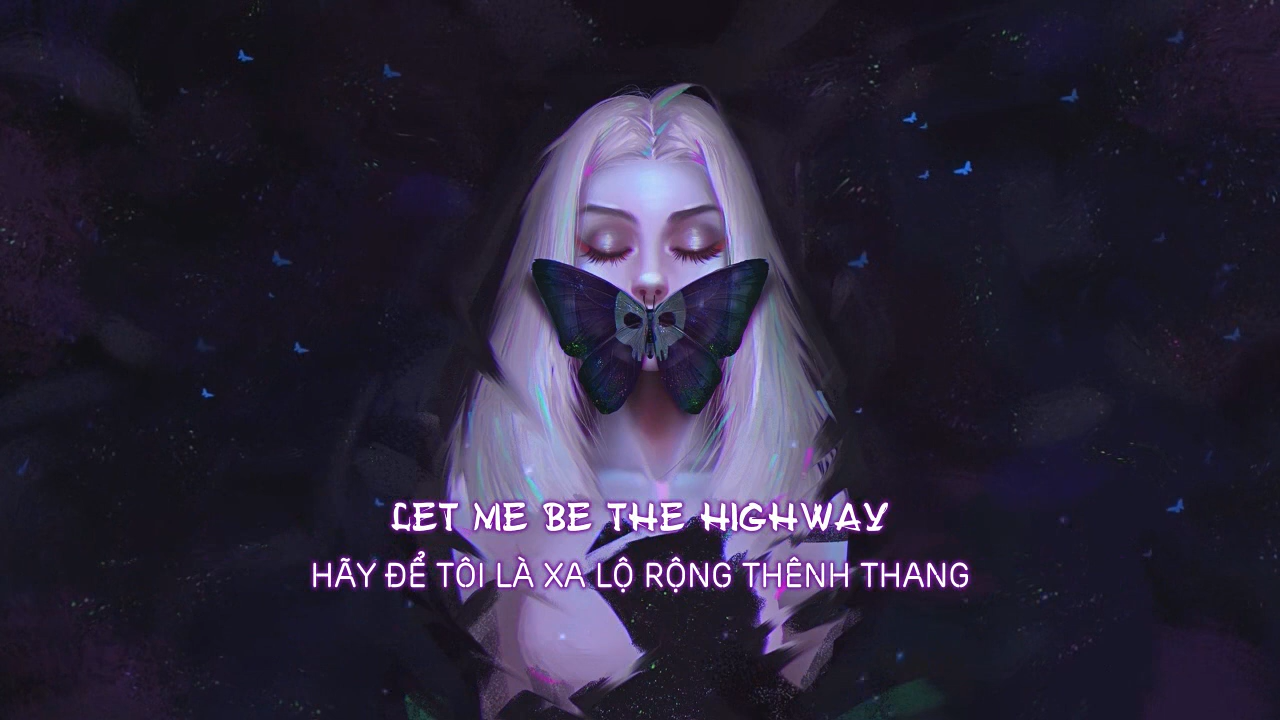 LET ME BE THE HIGHWAY
HÃY ĐỂ TÔI LÀ XA LỘ RỘNG THÊNH THANG